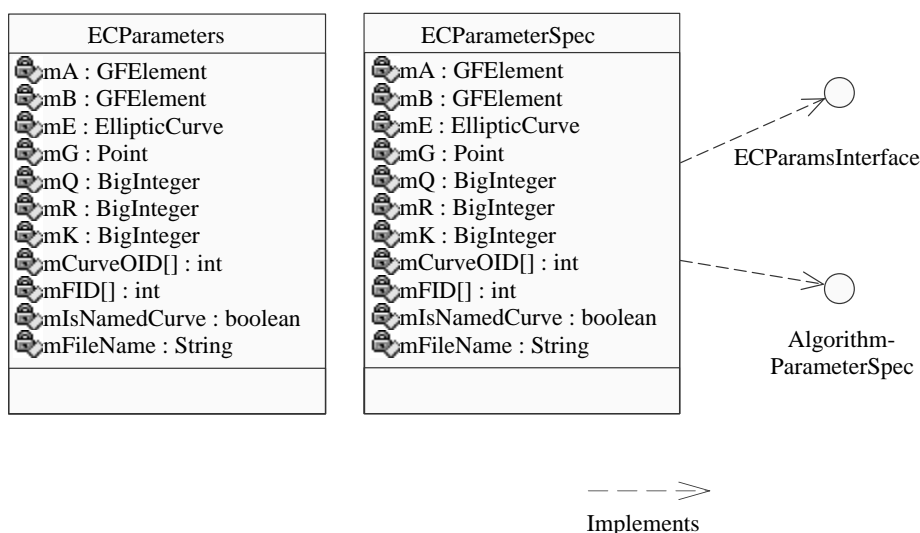 ECParameters
mA : GFElement
mB : GFElement
mE : EllipticCurve
mG : Point
mQ : BigInteger
mR : BigInteger
mK : BigInteger
mCurveOID[] : int
mFID[] : int
mIsNamedCurve : boolean
mFileName : String
ECParameterSpec
mA : GFElement
mB : GFElement
mE : EllipticCurve
mG : Point
mQ : BigInteger
mR : BigInteger
mK : BigInteger
mCurveOID[] : int
mFID[] : int
mIsNamedCurve : boolean
mFileName : String
ECParamsInterface
Algorithm-
ParameterSpec
Implements